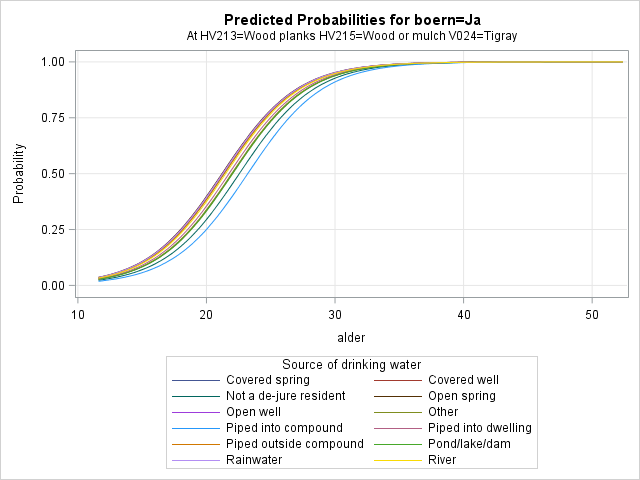 Predicted Probabilities for boern=Ja
At HV213=Wood planks HV215=Wood or mulch V024=Tigray
1.00
0.75
0.50
0.25
0.00
Probability
10 20 30 40 50
alder
Source of drinking water
Covered spring Covered well
Not a de-jure resident Open spring
Open well Other
Piped into compound Piped into dwelling
Piped outside compound Pond/lake/dam
Rainwater River